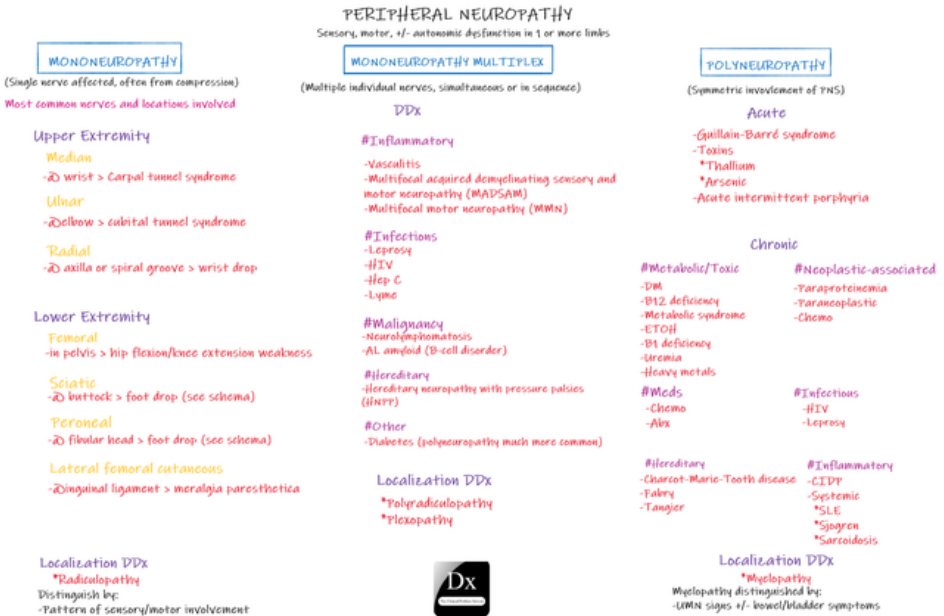 PERIPHERAL NEUROPATHY
Sensory, motor, +/- autonomic dysfunction in 1 or more limbs
MONONEUROPATHY
(Single nerve affected, often from compression)
Most common nerves and locations involved
Upper Extremity
Median
-@ wrist > Carpal tunnel syndrome
Ulnar
-@elbow > cubital tunnel syndrome
Radial
-@ axilla or spiral groove > wrist drop
Lower Extremity
Femoral
-in pelvis > hip flexion/knee extension weakness
Sciatic
-@ buttock > foot drop (see schema)
Peroneal
-@ fibular head > foot drop (see schema)
Lateral femoral cutaneous
-@inguinal ligament > meralgia paresthetica
Localization DDx
*Radiculopathy
Distinguish by:
-Pattern of sensory/motor involvement
MONONEUROPATHY MULTIPLEX
(Multiple individual nerves, simultaneous or in sequence)
DDx
#Inflammatory
-Vasculitis
-Multifocal acquired demyelinating sensory and
motor neuropathy (MADSAM)
-Multifocal motor neuropathy (MMN)
#Infections
-Leprosy
-HIV
-Hep C
-Lyme
#Malignancy
-Neurolymphomatosis
-AL amyloid (B-cell disorder)
#Hereditary
-Hereditary neuropathy with pressure palsies
(HNPP)
#Other
-Diabetes (polyneuropathy much more common)
Localization DDx
*Polyradiculopathy
*Plexopathy
Dx
POLYNEUROPATHY
(Symmetric invovlement of PNS)
Acute
-Guillain-Barré syndrome
-Toxins
*Thallium
*Arsenic
-Acute intermittent porphyria
Chronic
#Metabolic/Toxic
-DM
-B12 deficiency
-Metabolic syndrome
-ETOH
-B1 deficiency
-Uremia
-Heavy metals
#Neoplastic-associated
-Paraproteinemia
-Paraneoplastic
-Chemo
#Meds
-Chemo
-Abx
#Infectious
-HIV
-Leprosy
#Hereditary
-Charcot-Marie-Tooth disease
-Fabry
-Tangier
#Inflammatory
-CIDP
-Systemic
*SLE
*Sjogren
*Sarcoidosis
Localization DDx
*Myelopathy
Myelopathy distinguished by:
-UMN signs +/- bowel/bladder symptoms